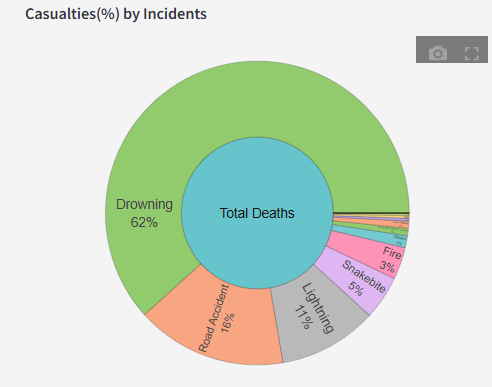 Casualties(%) by Incidents
Drowning
62%
Total Deaths
Fire
3%
Snakebite
5%
Lightning
11%
Road Accident
16%